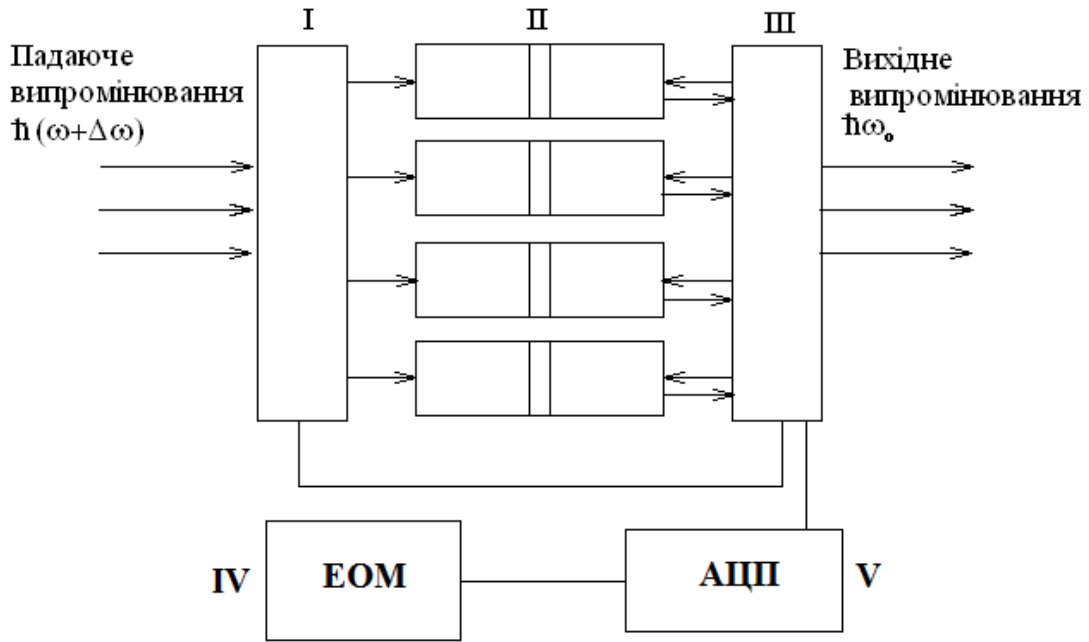 I
II
III
Падаюче
випромінювання
ħ (ω+Δω)
Вихідне
випромінювання
ħω₀
IV
ЕОМ
АЦП
V